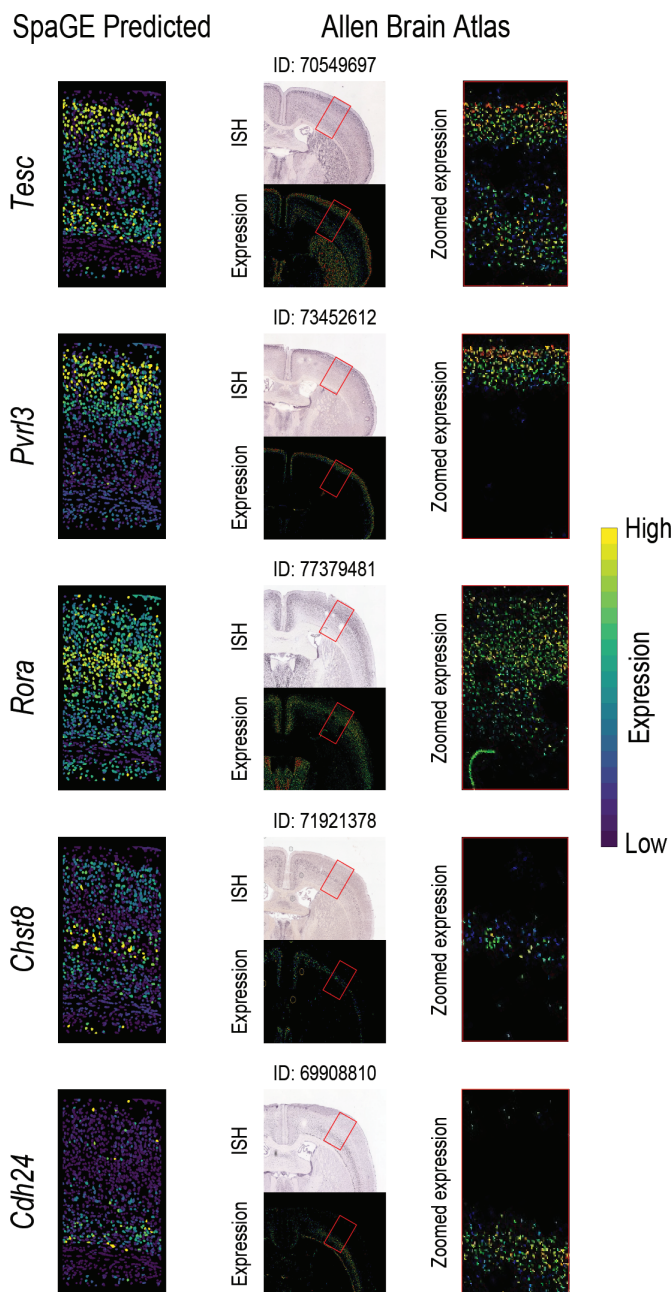 SpaGE Predicted
Allen Brain Atlas
ID: 70549697
Tesc
ISH
Expression
Zoomed expression
ID: 73452612
Pvrl3
ISH
Expression
Zoomed expression
ID: 77379481
Rora
ISH
Expression
Zoomed expression
ID: 71921378
Chst8
ISH
Expression
Zoomed expression
ID: 69908810
Cdh24
ISH
Expression
Zoomed expression
High
Expression
Low